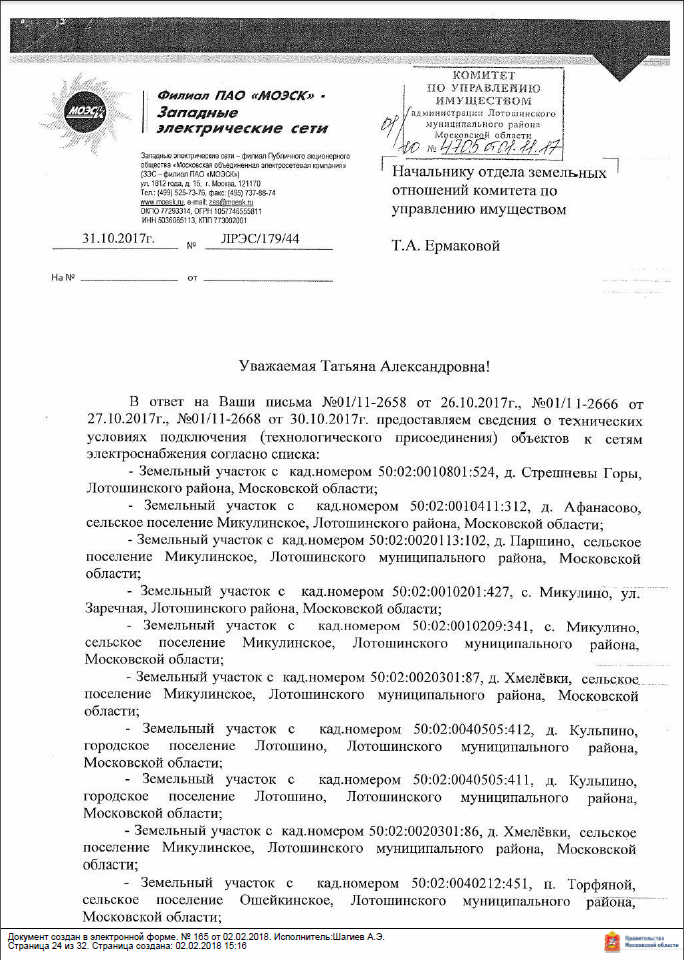 МОЭСК
Филиал ПАО «МОЭСК» -
Западные
электрические сети
Западные электрические сети – филиал Публичного акционерного
общества «Московская объединенная электросетевая компания»
(ЗЭС – филиал ПАО «МОЭСК»)
ул. 1812 года, д. 15, г. Москва, 121170
Тел.: (495) 525-73-76, факс: (495) 737-88-74
www.moesk.ru, e-mail: zes@moesk.ru
ОКПО 77293314, ОГРН 1057746555811
ИНН 5036065113, КПП 773002001
31.10.2017г. № ЛРЭС/179/44
На № от
КОМИТЕТ
ПО УПРАВЛЕНИЮ
ИМУЩЕСТВОМ
администрации Лотошинского
муниципального района
Московской области
№ 4705 от 01.11.17
Начальнику отдела земельных
отношений комитета по
управлению имуществом
Т.А. Ермаковой
Уважаемая Татьяна Александровна!
В ответ на Ваши письма №01/11-2658 от 26.10.2017г., №01/11-2666 от
27.10.2017г., №01/11-2668 от 30.10.2017г. предоставляем сведения о технических
условиях подключения (технологического присоединения) объектов к сетям
электроснабжения согласно списка:
- Земельный участок с кад.номером 50:02:0010801:524, д. Стрешневы Горы,
Лотошинского района, Московской области;
- Земельный участок с кад.номером 50:02:0010411:312, д. Афанасово,
сельское поселение Микулинское, Лотошинского района, Московской области;
- Земельный участок с кад.номером 50:02:0020113:102, д. Паршино, сельское
поселение Микулинское, Лотошинского муниципального района, Московской
области;
- Земельный участок с кад.номером 50:02:0010201:427, с. Микулино, ул.
Заречная, Лотошинского района, Московской области;
- Земельный участок с кад.номером 50:02:0010209:341, с. Микулино,
сельское поселение Микулинское, Лотошинского муниципального района,
Московской области;
- Земельный участок с кад.номером 50:02:0020301:87, д. Хмелёвки, сельское
поселение Микулинское, Лотошинского муниципального района, Московской
области;
- Земельный участок с кад.номером 50:02:0040505:412, д. Кульпино,
городское поселение Лотошино, Лотошинского муниципального района,
Московской области;
- Земельный участок с кад.номером 50:02:0040505:411, д. Кульпино,
городское поселение Лотошино, Лотошинского муниципального района,
Московской области;
- Земельный участок с кад.номером 50:02:0020301:86, д. Хмелёвки, сельское
поселение Микулинское, Лотошинского муниципального района, Московской
области;
- Земельный участок с кад.номером 50:02:0040212:451, п. Торфяной,
сельское поселение Ошейкинское, Лотошинского муниципального района,
Московской области;
Документ создан в электронной форме. № 165 от 02.02.2018. Исполнитель:Шагиев А.Э.
Страница 24 из 32. Страница создана: 02.02.2018 15:16
Правительство
Московской области